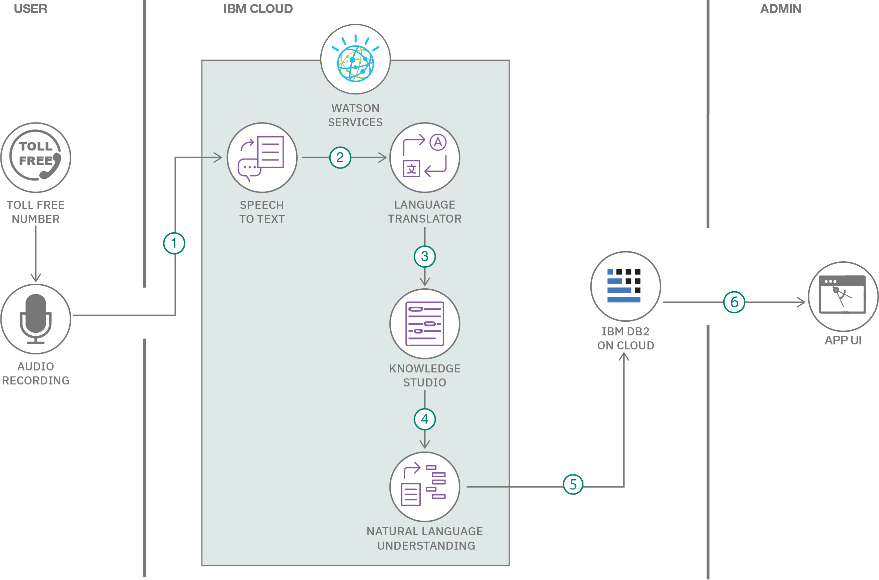 USER
IBM CLOUD
ADMIN
WATSON
SERVICES
TOLL
FREE
TOLL FREE
NUMBER
1
SPEECH
TO TEXT
2
A
文
LANGUAGE
TRANSLATOR
3
AUDIO
RECORDING
KNOWLEDGE
STUDIO
4
NATURAL LANGUAGE
UNDERSTANDING
5
IBM DB2
ON CLOUD
6
APP UI